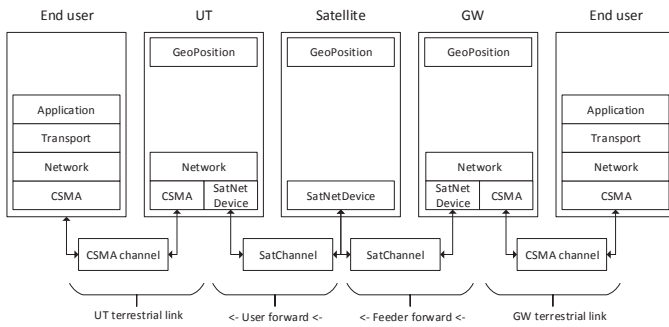 End user
UT
Satellite
GW
End user
GeoPosition
GeoPosition
GeoPosition
Application
Transport
Network
CSMA
Network
CSMA
SatNet
Device
SatNetDevice
Network
SatNet
Device
CSMA
Application
Transport
Network
CSMA
CSMA channel
SatChannel
SatChannel
CSMA channel
UT terrestrial link
<- User forward <-
<- Feeder forward <-
GW terrestrial link